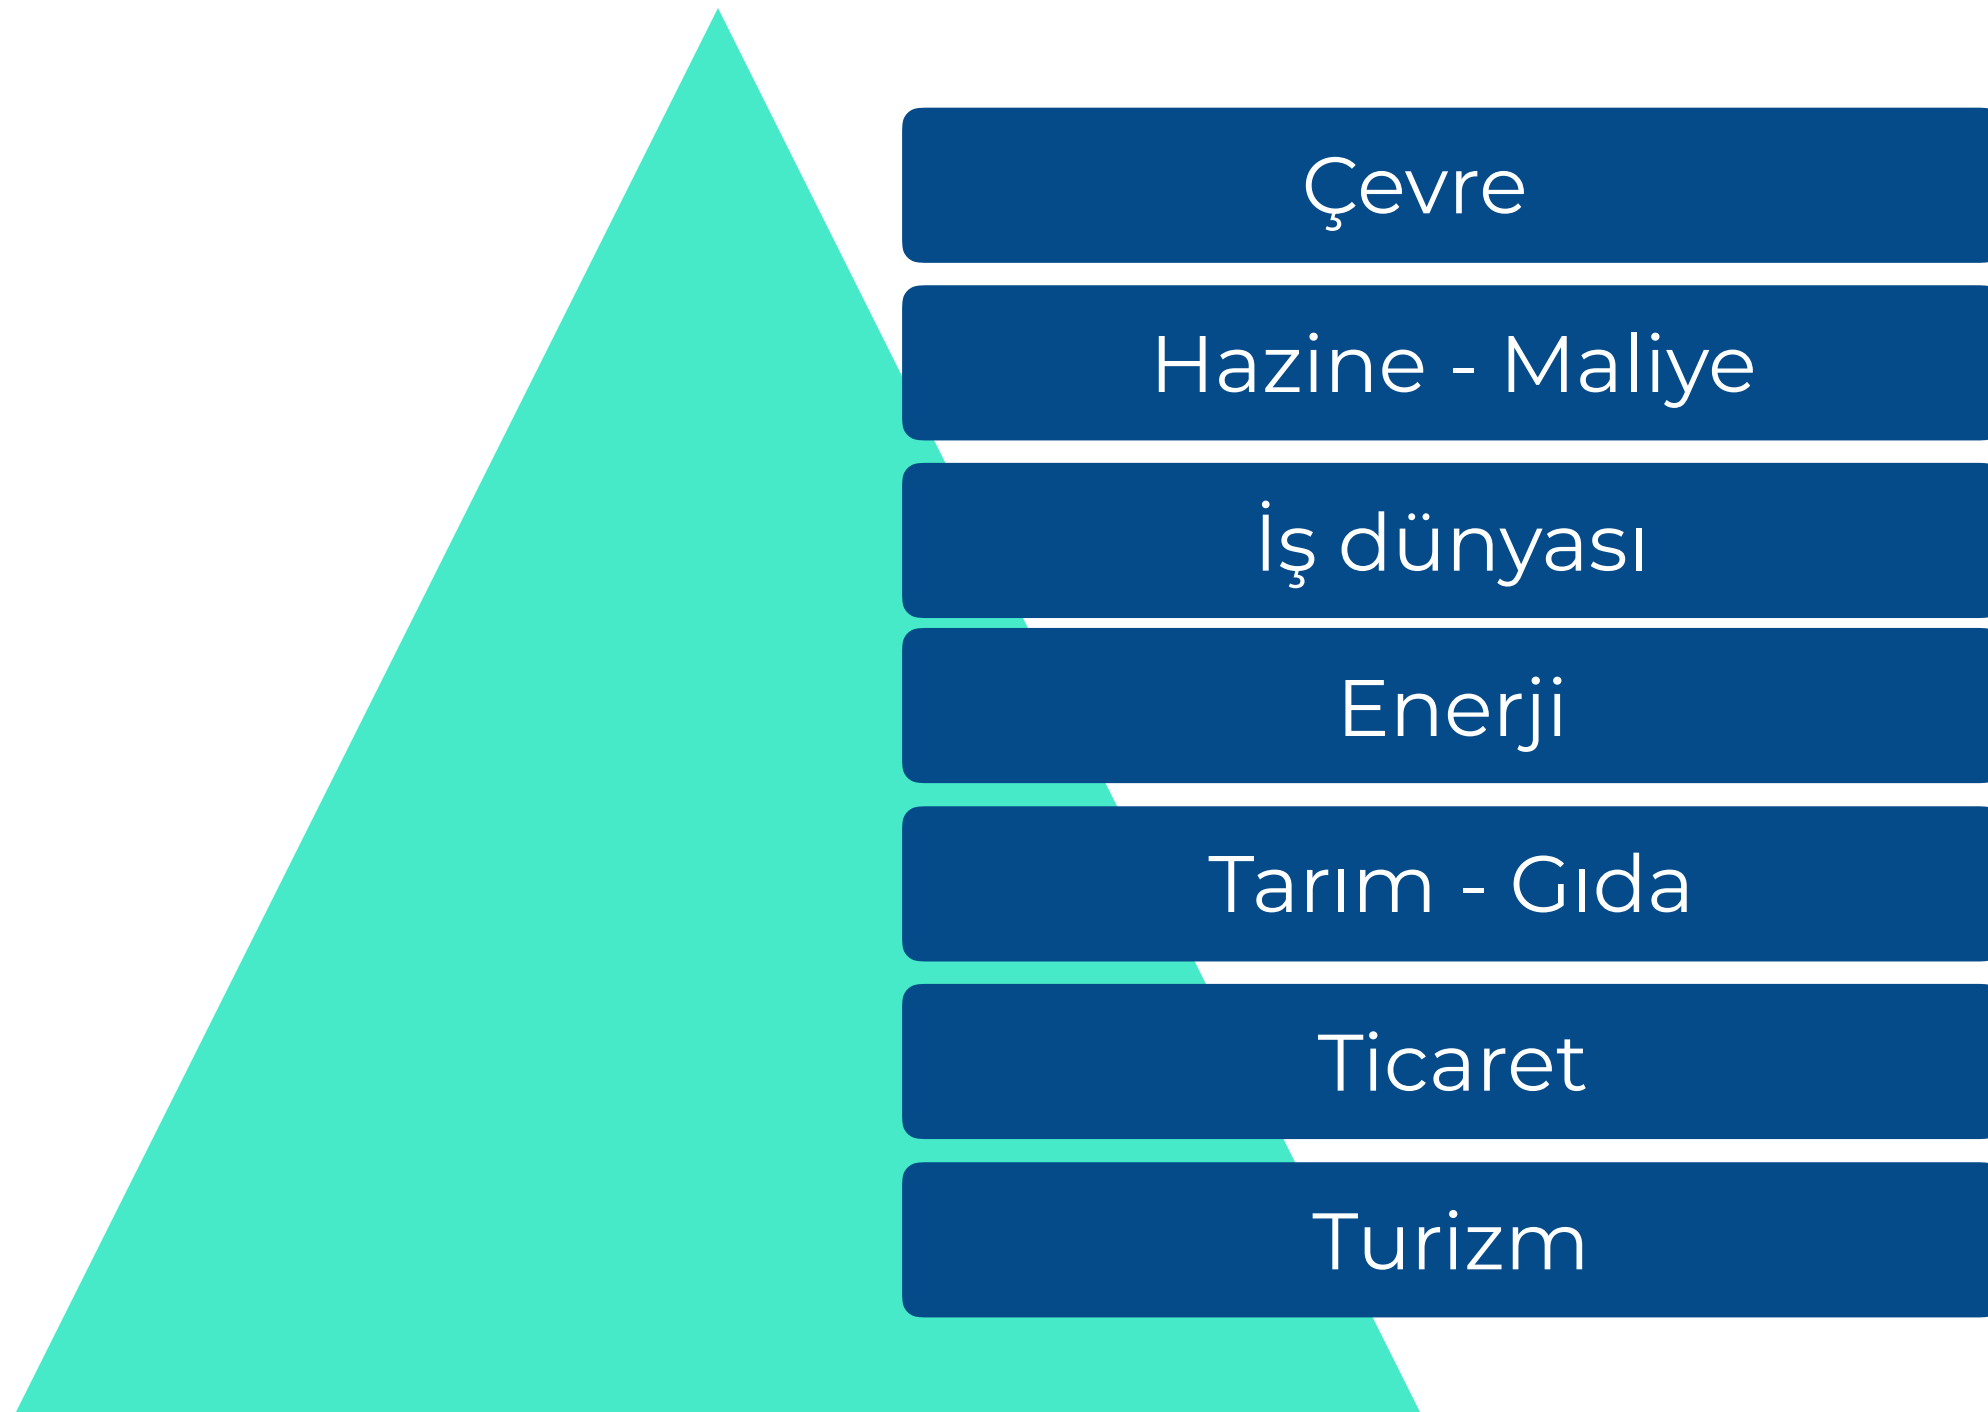 Çevre
Hazine - Maliye
İş dünyası
Enerji
Tarım - Gıda
Ticaret
Turizm